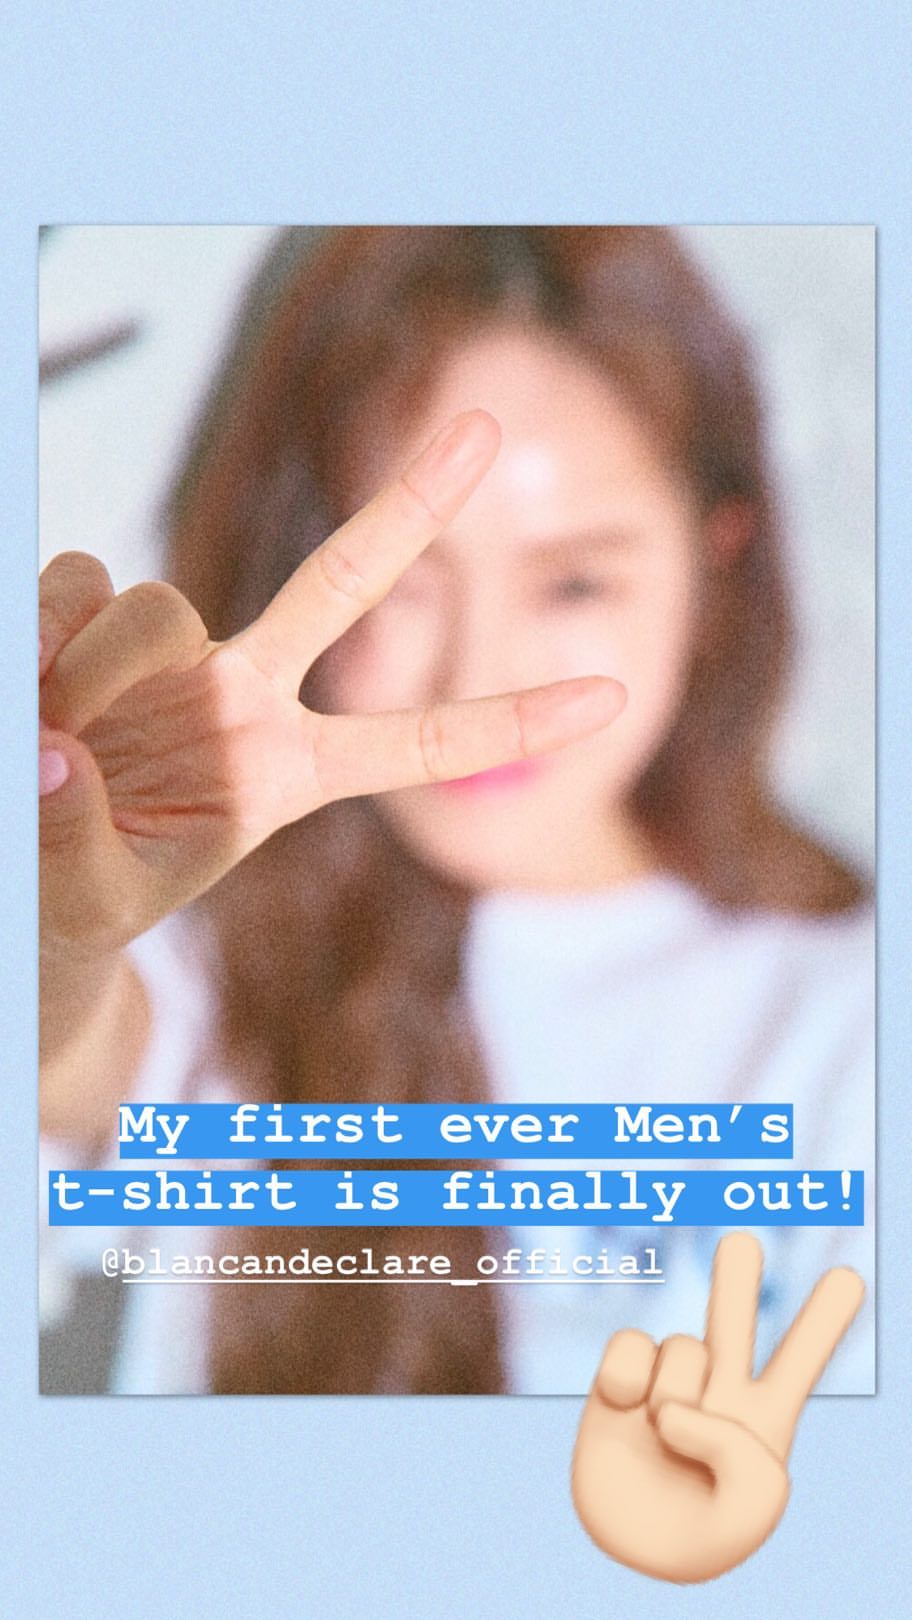 My first ever Men’s
t-shirt is finally out!
@blancandeclare_official